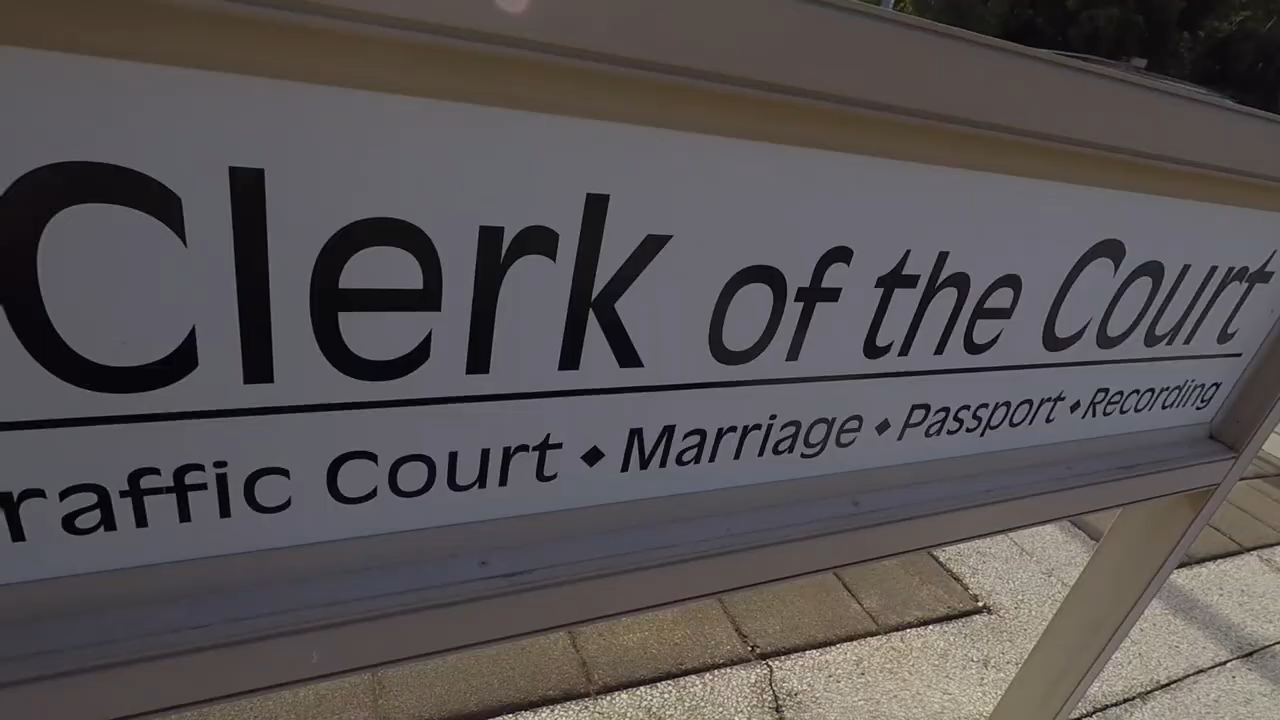 Clerk of the Court
raffic Court ♦ Marriage ♦ Passport ♦ Recording